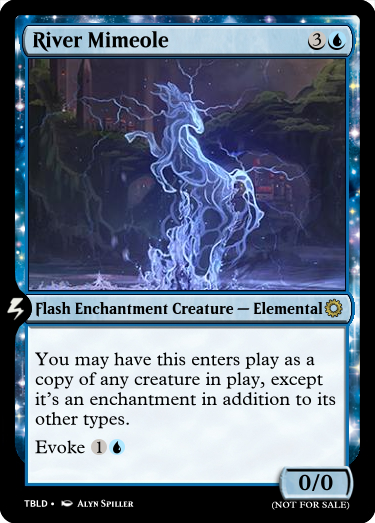 River Mimeole 3
Flash Enchantment Creature — Elemental
You may have this enters play as a
copy of any creature in play, except
it's an enchantment in addition to its
other types.
Evoke 1
0/0
TBLD • Alyn Spiller
(NOT FOR SALE)